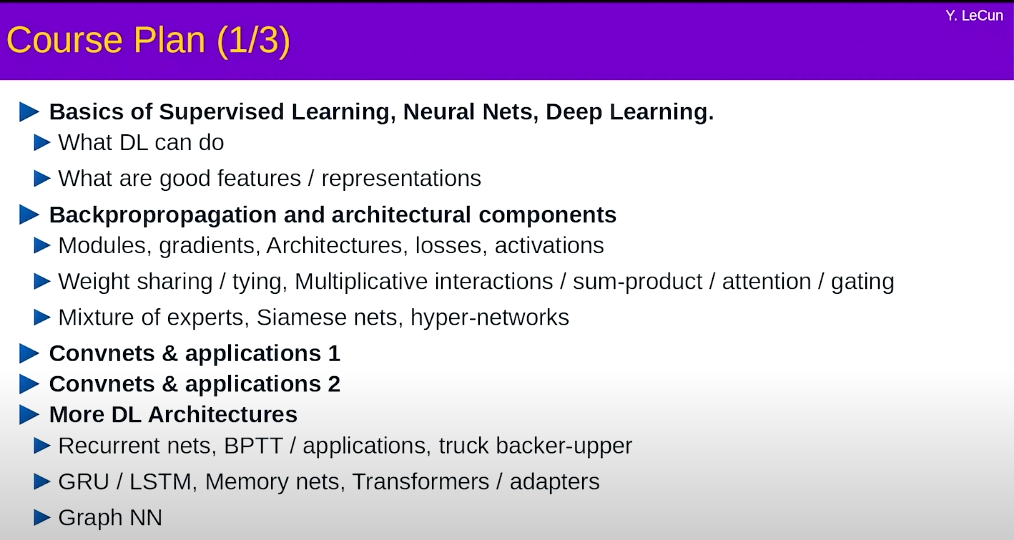 Y. LeCun
Course Plan (1/3)
Basics of Supervised Learning, Neural Nets, Deep Learning.
What DL can do
What are good features / representations
Backpropropagation and architectural components
Modules, gradients, Architectures, losses, activations
Weight sharing / tying, Multiplicative interactions / sum-product / attention / gating
Mixture of experts, Siamese nets, hyper-networks
Convnets & applications 1
Convnets & applications 2
More DL Architectures
Recurrent nets, BPTT / applications, truck backer-upper
GRU / LSTM, Memory nets, Transformers / adapters
Graph NN